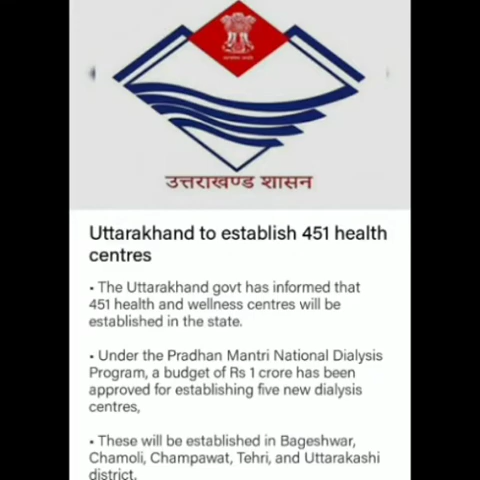 उत्तराखण्ड शासन
Uttarakhand to establish 451 health
centres
• The Uttarakhand govt has informed that
451 health and wellness centres will be
established in the state.
• Under the Pradhan Mantri National Dialysis
Program, a budget of Rs 1 crore has been
approved for establishing five new dialysis
centres,
• These will be established in Bageshwar,
Chamoli, Champawat, Tehri, and Uttarakashi
district.